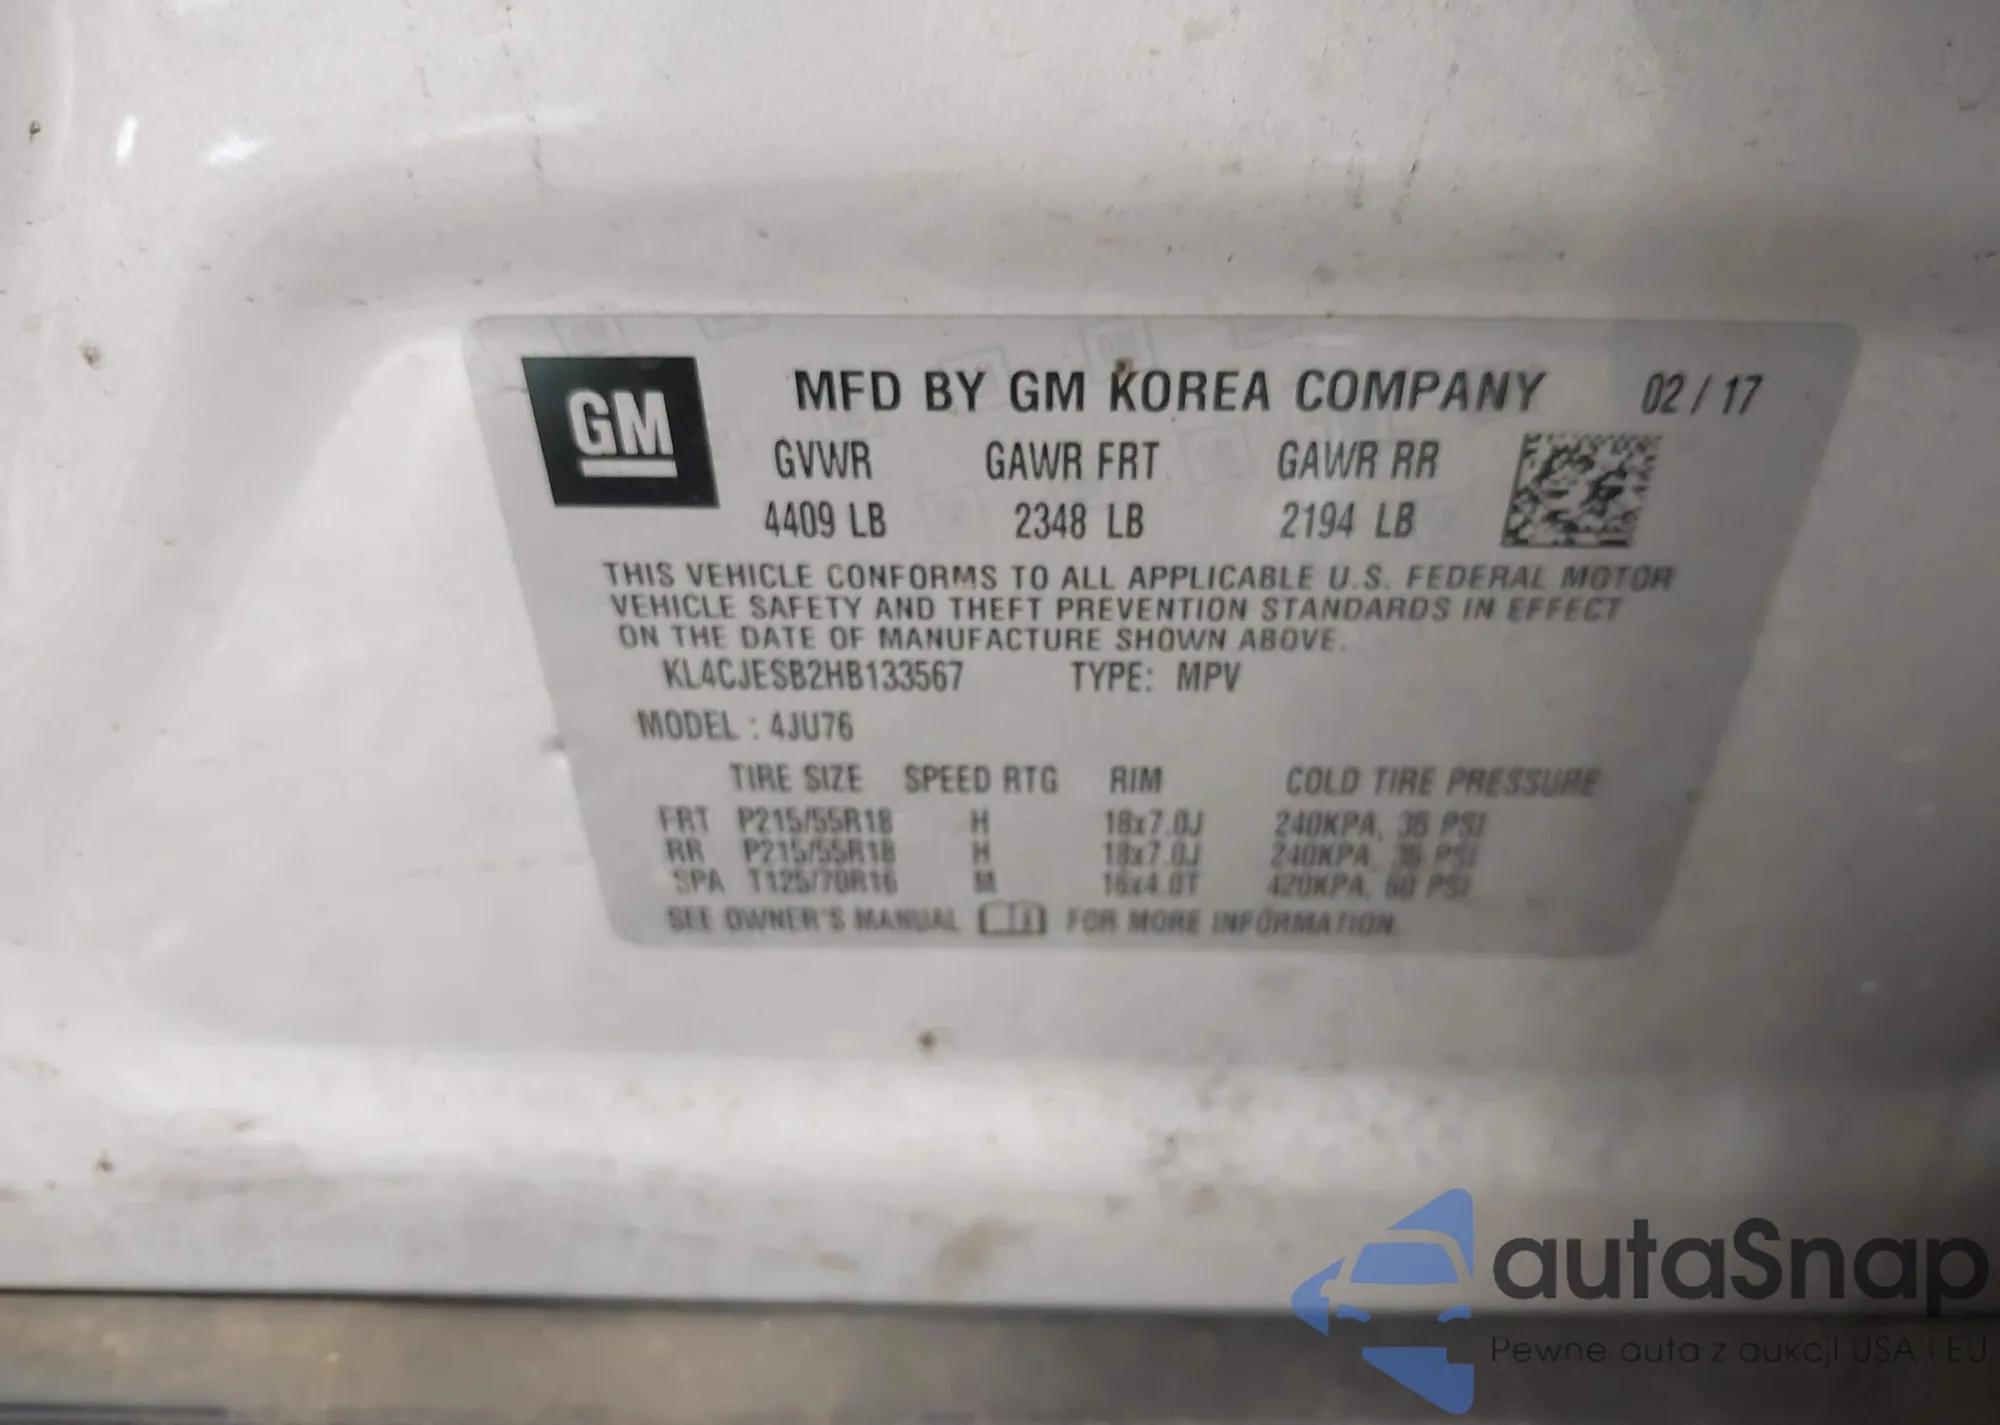 GM MFD BY GM KOREA COMPANY 02 / 17
GVWR GAWR FRT GAWR RR
4409 LB 2348 LB 2194 LB
THIS VEHICLE CONFORMS TO ALL APPLICABLE U.S. FEDERAL MOTOR
VEHICLE SAFETY AND THEFT PREVENTION STANDARDS IN EFFECT
ON THE DATE OF MANUFACTURE SHOWN ABOVE.
KL4CJESB2HB133567 TYPE: MPV
MODEL : 4JU76
TIRE SIZE SPEED RTG RIM COLD TIRE PRESSURE
FRT P215/55R18 H 18x7.0J 240KPA, 35 PSI
RR P215/55R18 H 18x7.0J 240KPA, 35 PSI
SPA T125/70R16 M 16x4.0T 420KPA, 60 PSI
SEE OWNER'S MANUAL FOR MORE INFORMATION.
autaSnap
Pewne auta z aukcji USA i EU